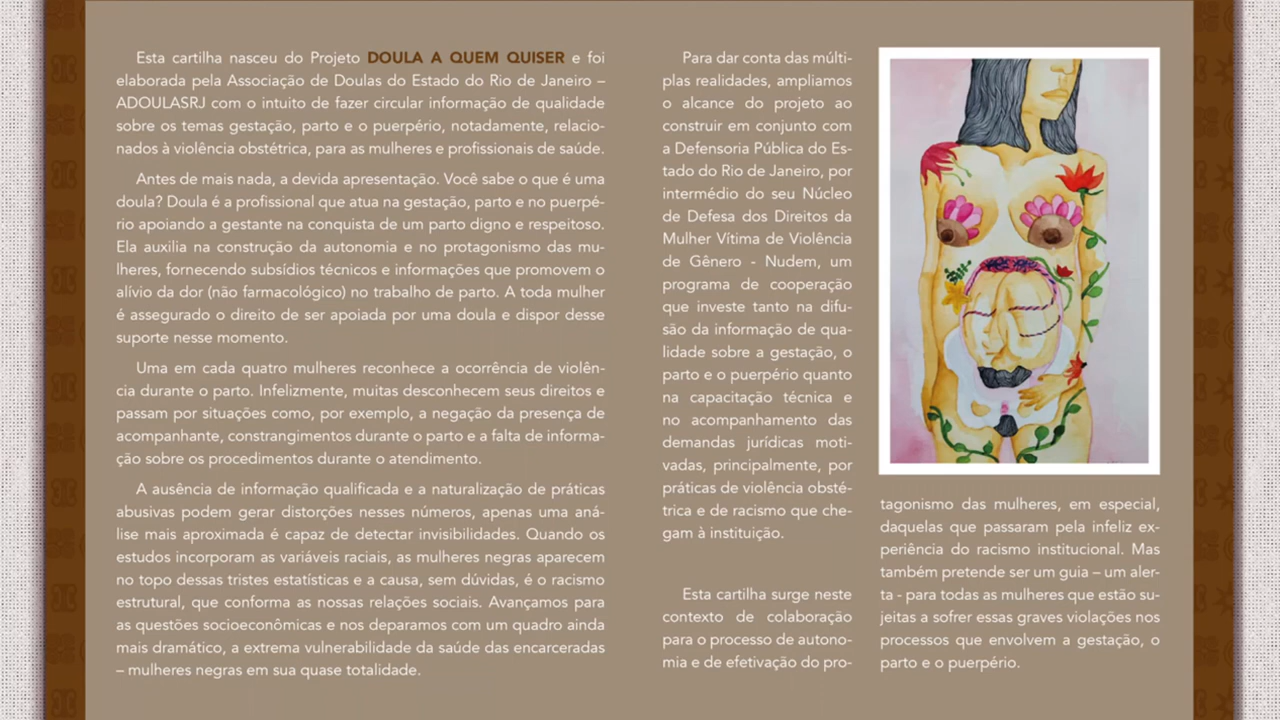 Esta cartilha nasceu do Projeto DOULA A QUEM QUISER e foi
elaborada pela Associação de Doulas do Estado do Rio de Janeiro –
ADOULASRJ com o intuito de fazer circular informação de qualidade
sobre os temas gestação, parto e o puerpério, notadamente, relacio-
nados à violência obstétrica, para as mulheres e profissionais de saúde.
Antes de mais nada, a devida apresentação. Você sabe o que é uma
doula? Doula é a profissional que atua na gestação, parto e no puerpé-
rio apoiando a gestante na conquista de um parto digno e respeitoso.
Ela auxilia na construção da autonomia e no protagonismo das mu-
lheres, fornecendo subsídios técnicos e informações que promovem o
alívio da dor (não farmacológico) no trabalho de parto. A toda mulher
é assegurado o direito de ser apoiada por uma doula e dispor desse
suporte nesse momento.
Uma em cada quatro mulheres reconhece a ocorrência de violên-
cia durante o parto. Infelizmente, muitas desconhecem seus direitos e
passam por situações como, por exemplo, a negação da presença de
acompanhante, constrangimentos durante o parto e a falta de informa-
ção sobre os procedimentos durante o atendimento.
A ausência de informação qualificada e a naturalização de práticas
abusivas podem gerar distorções nesses números, apenas uma aná-
lise mais aproximada é capaz de detectar invisibilidades. Quando os
estudos incorporam as variáveis raciais, as mulheres negras aparecem
no topo dessas tristes estatísticas e a causa, sem dúvidas, é o racismo
estrutural, que conforma as nossas relações sociais. Avançamos para
as questões socioeconômicas e nos deparamos com um quadro ainda
mais dramático, a extrema vulnerabilidade da saúde das encarceradas
– mulheres negras em sua quase totalidade.
Para dar conta das múlti-
plas realidades, ampliamos
o alcance do projeto ao
construir em conjunto com
a Defensoria Pública do Es-
tado do Rio de Janeiro, por
intermédio do seu Núcleo
de Defesa dos Direitos da
Mulher Vítima de Violência
de Gênero - Nudem, um
programa de cooperação
que investe tanto na difu-
são da informação de qua-
lidade sobre a gestação, o
parto e o puerpério quanto
na capacitação técnica e
no acompanhamento das
demandas jurídicas moti-
vadas, principalmente, por
práticas de violência obsté-
trica e de racismo que che-
gam à instituição.
Esta cartilha surge neste
contexto de colaboração
para o processo de autono-
mia e de efetivação do pro-
tagonismo das mulheres, em especial,
daquelas que passaram pela infeliz ex-
periência do racismo institucional. Mas
também pretende ser um guia – um aler-
ta - para todas as mulheres que estão su-
jeitas a sofrer essas graves violações nos
processos que envolvem a gestação, o
parto e o puerpério.